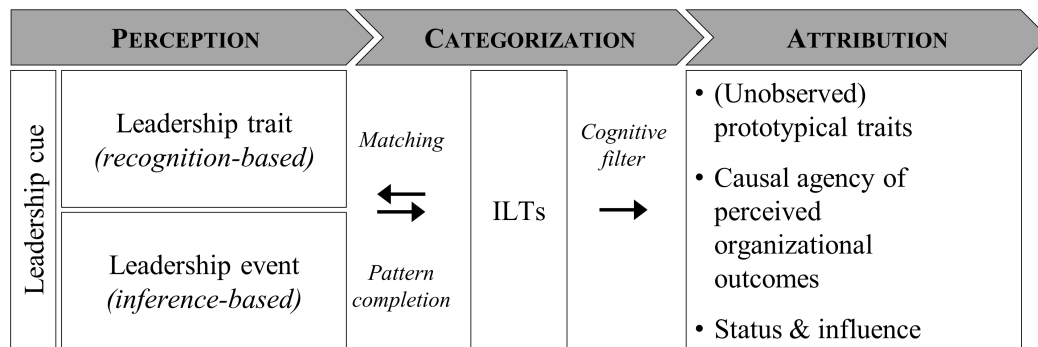 PERCEPTION
CATEGORIZATION
ATTRIBUTION
Leadership cue
Leadership trait
(recognition-based)
Leadership event
(inference-based)
Matching
Pattern
completion
ILTs
Cognitive
filter
• (Unobserved)
prototypical traits
• Causal agency of
perceived
organizational
outcomes
• Status & influence